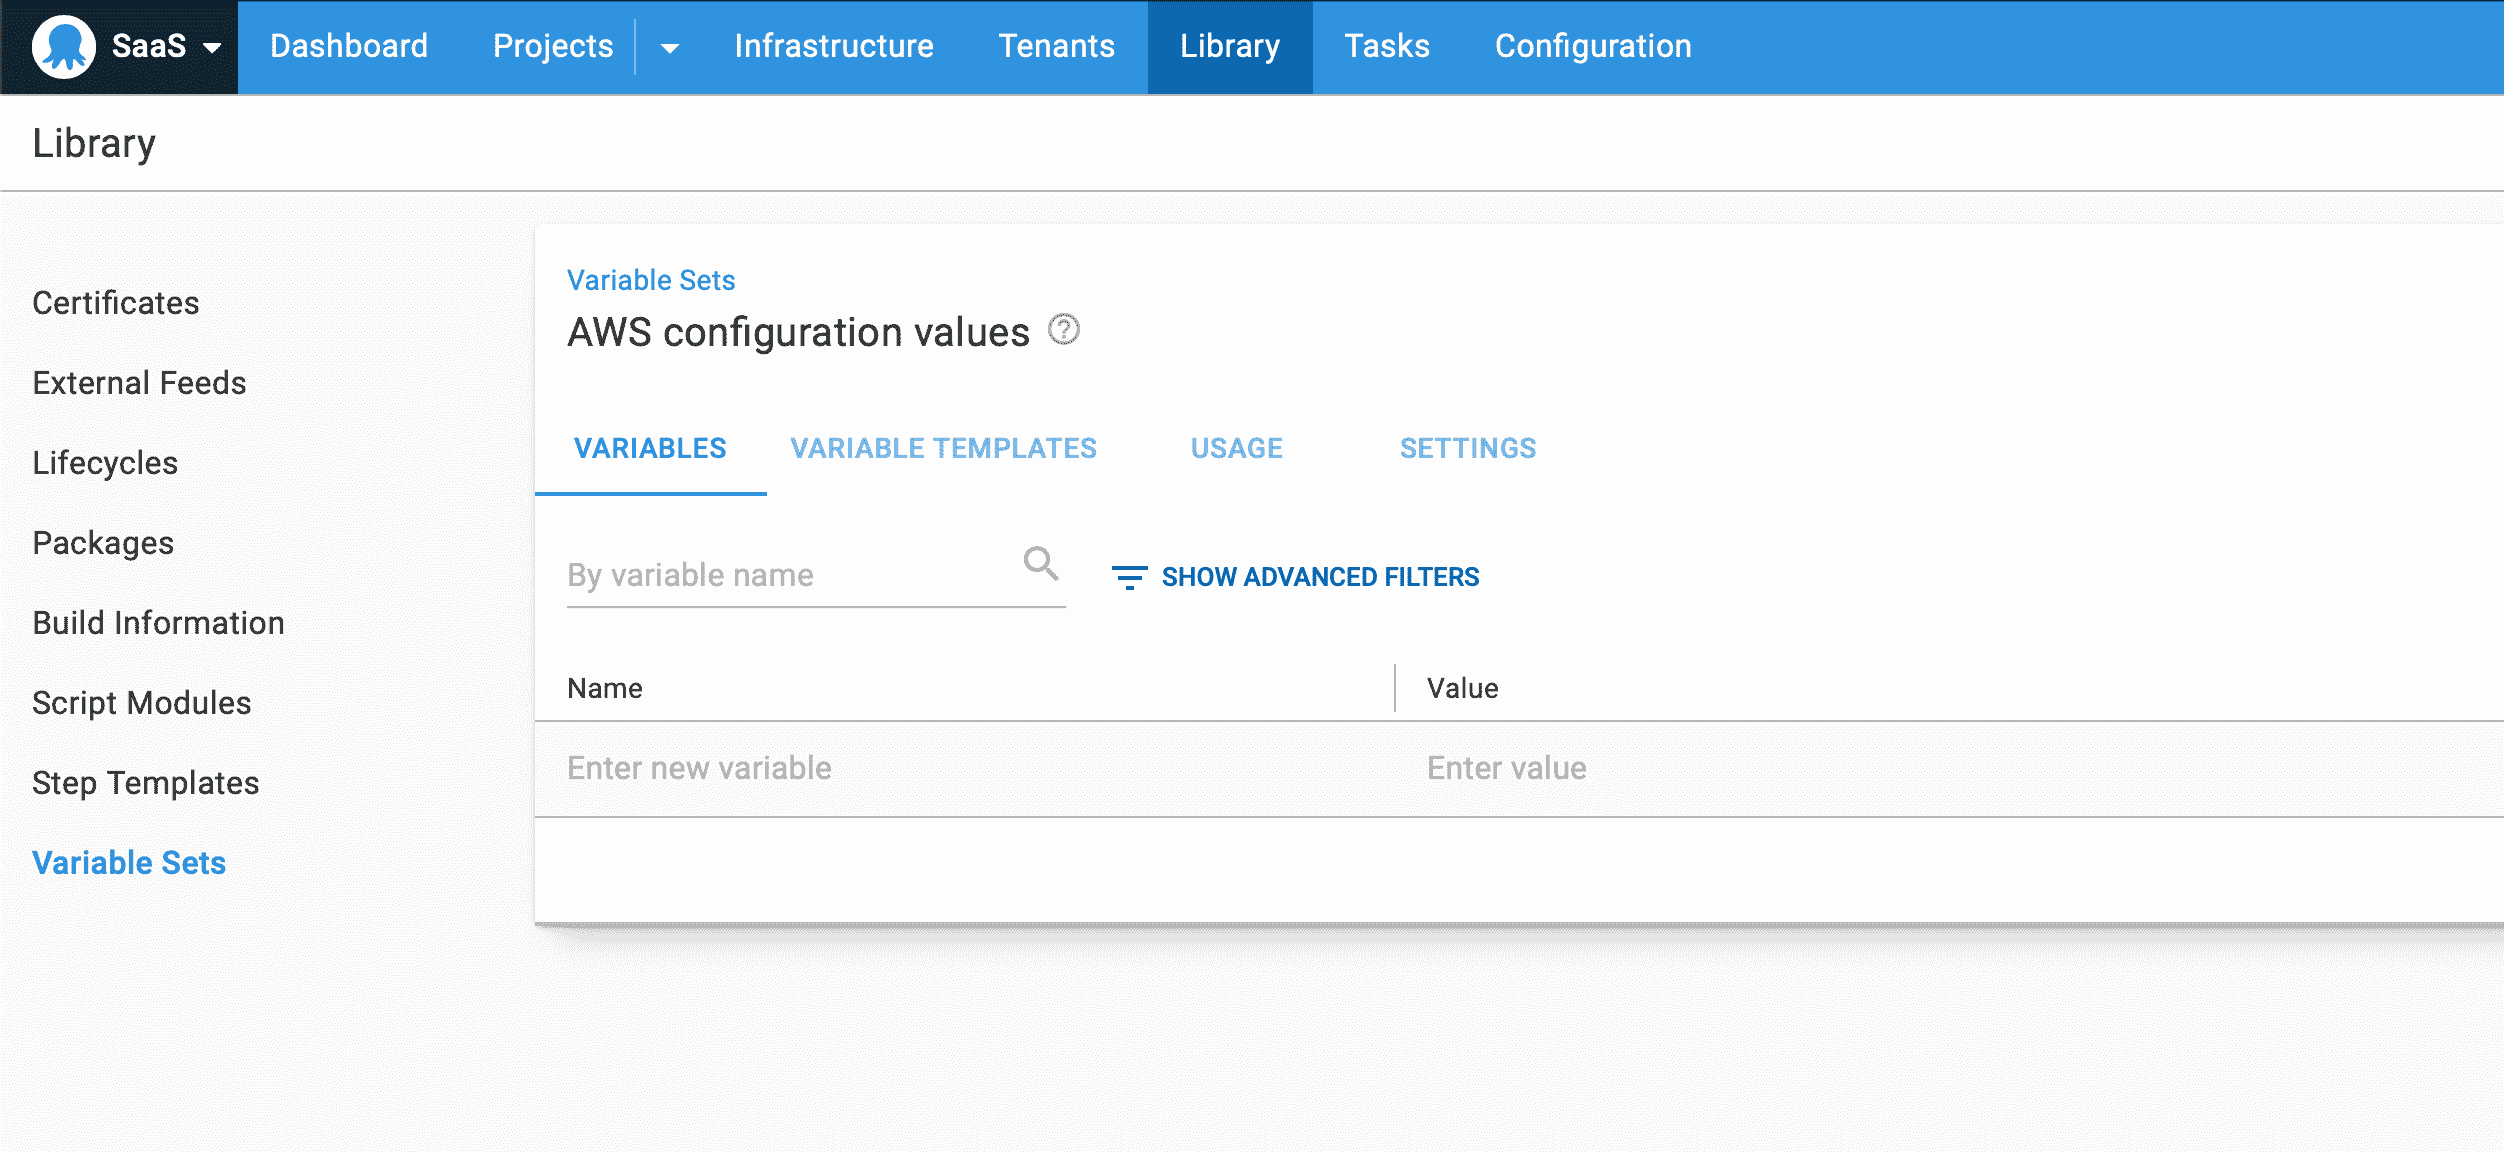 SaaS Dashboard Projects Infrastructure Tenants Library Tasks Configuration
Library
Certificates
External Feeds
Lifecycles
Packages
Build Information
Script Modules
Step Templates
Variable Sets
Variable Sets
AWS configuration values ?
VARIABLES VARIABLE TEMPLATES USAGE SETTINGS
By variable name SHOW ADVANCED FILTERS
Name Value
Enter new variable Enter value